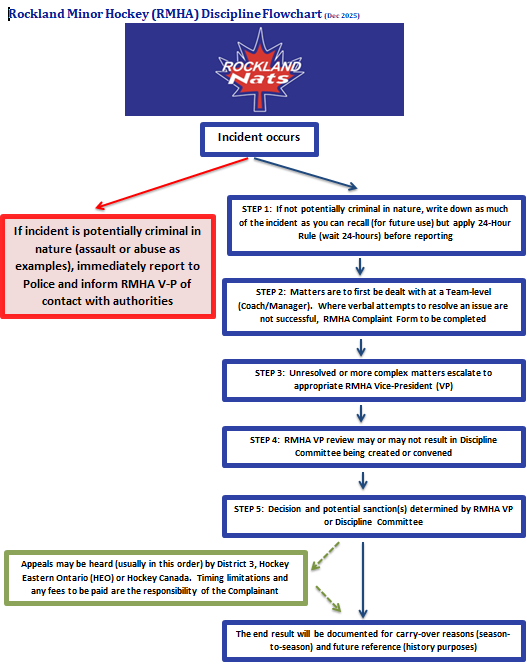 Rockland Minor Hockey (RMHA) Discipline Flowchart (Dec 2025)
ROCKLAND
Nats
Incident occurs
If incident is potentially criminal in
nature (assault or abuse as
examples), immediately report to
Police and inform RMHA V-P of
contact with authorities
STEP 1:  If not potentially criminal in nature, write down as much
of the incident as you can recall (for future use) but apply 24-Hour
Rule (wait 24-hours) before reporting
STEP 2:  Matters are to first be dealt with at a Team-level
(Coach/Manager).  Where verbal attempts to resolve an issue are
not successful,  RMHA Complaint Form to be completed
STEP 3:  Unresolved or more complex matters escalate to
appropriate RMHA Vice-President (VP)
STEP 4:  RMHA VP review may or may not result in Discipline
Committee being created or convened
STEP 5:  Decision and potential sanction(s) determined by RMHA VP
or Discipline  Committee
Appeals may be heard (usually in this order) by District 3, Hockey
Eastern Ontario (HEO) or Hockey Canada.  Timing limitations and
any fees to be paid are the responsibility of the Complainant
The end result will be documented for carry-over reasons (season-
to-season) and future reference (history purposes)